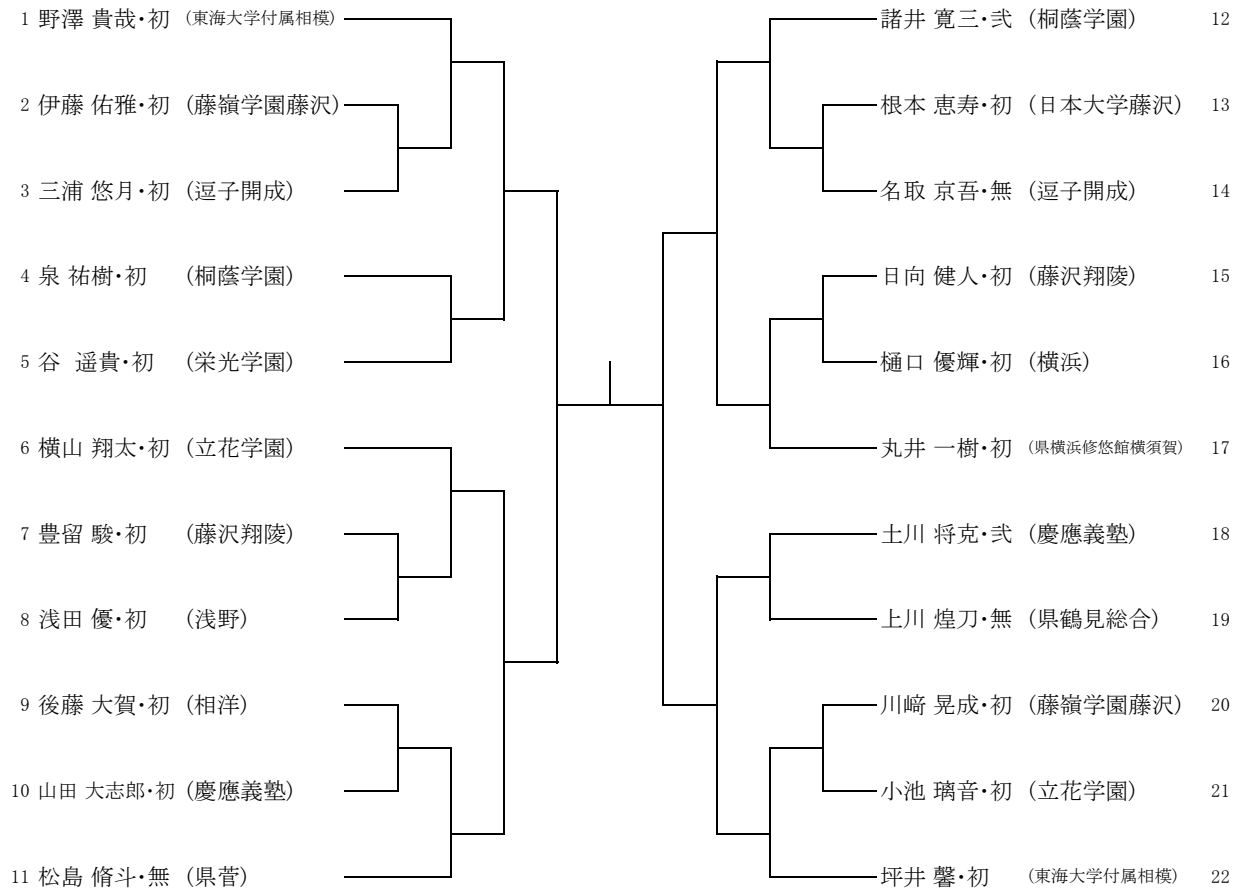 1 野澤 貴哉・初 (東海大学付属相模)
2 伊藤 佑雅・初 (藤嶺学園藤沢)
3 三浦 悠月・初 (逗子開成)
4 泉 祐樹・初 (桐蔭学園)
5 谷 遥貴・初 (栄光学園)
6 横山 翔太・初 (立花学園)
7 豊留 駿・初 (藤沢翔陵)
8 浅田 優・初 (浅野)
9 後藤 大賀・初 (相洋)
10 山田 大志郎・初 (慶應義塾)
11 松島 脩斗・無 (県菅)
諸井 寛三・弐 (桐蔭学園) 12
根本 恵寿・初 (日本大学藤沢) 13
名取 京吾・無 (逗子開成) 14
日向 健人・初 (藤沢翔陵) 15
樋口 優輝・初 (横浜) 16
丸井 一樹・初 (県横浜修悠館横須賀) 17
土川 将克・弐 (慶應義塾) 18
上川 煌刀・無 (県鶴見総合) 19
川﨑 晃成・初 (藤嶺学園藤沢) 20
小池 璃音・初 (立花学園) 21
坪井 馨・初 (東海大学付属相模) 22